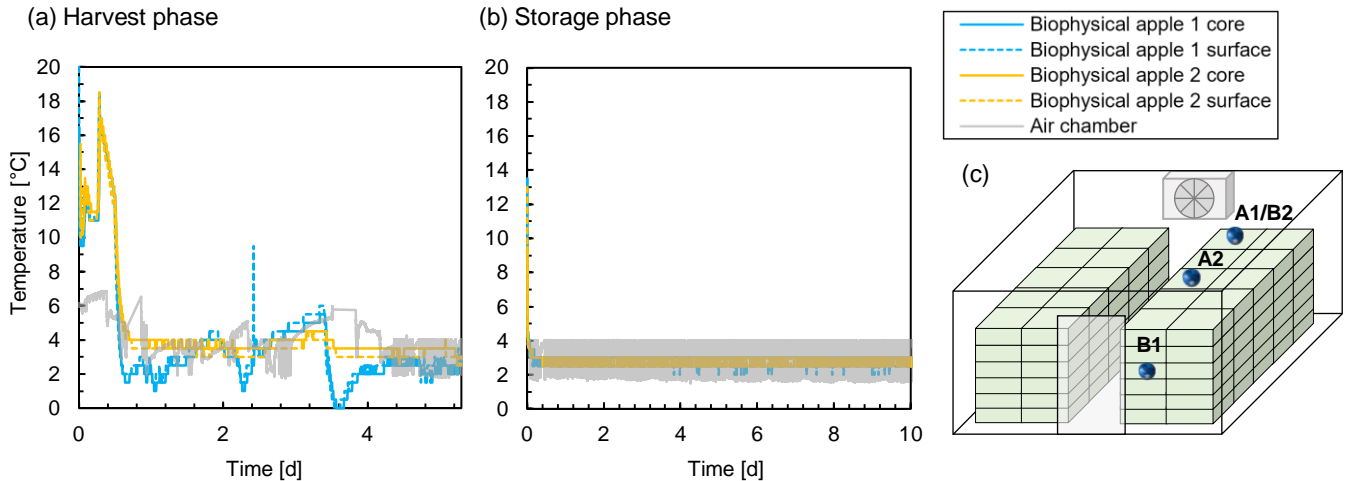 (a) Harvest phase
(b) Storage phase
Biophysical apple 1 core
Biophysical apple 1 surface
Biophysical apple 2 core
Biophysical apple 2 surface
Air chamber
Temperature [°C]
20
18
16
14
12
10
8
6
4
2
0
0
2
4
Time [d]
20
18
16
14
12
10
8
6
4
2
0
0
2
4
6
8
10
Time [d]
(c)
A1/B2
A2
B1